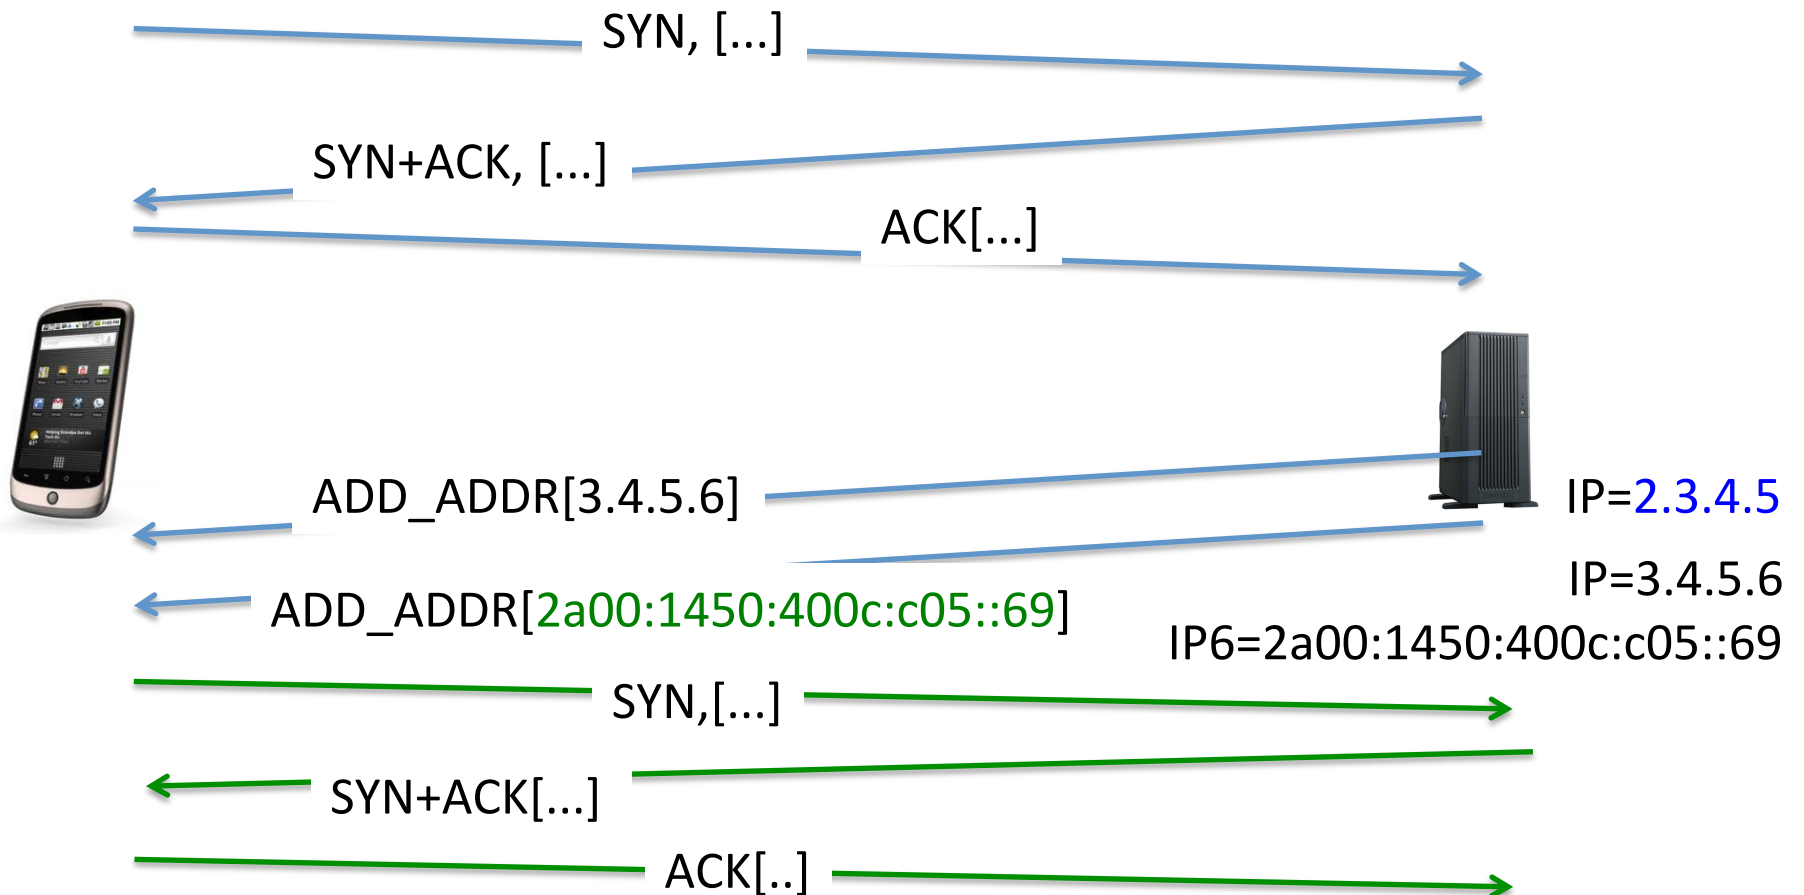 SYN, [...]
SYN+ACK, [...]
ACK[...]
ADD_ADDR[3.4.5.6]
IP=2.3.4.5
IP=3.4.5.6
ADD_ADDR[2a00:1450:400c:c05::69]
IP6=2a00:1450:400c:c05::69
SYN,[...]
SYN+ACK[...]
ACK[..]